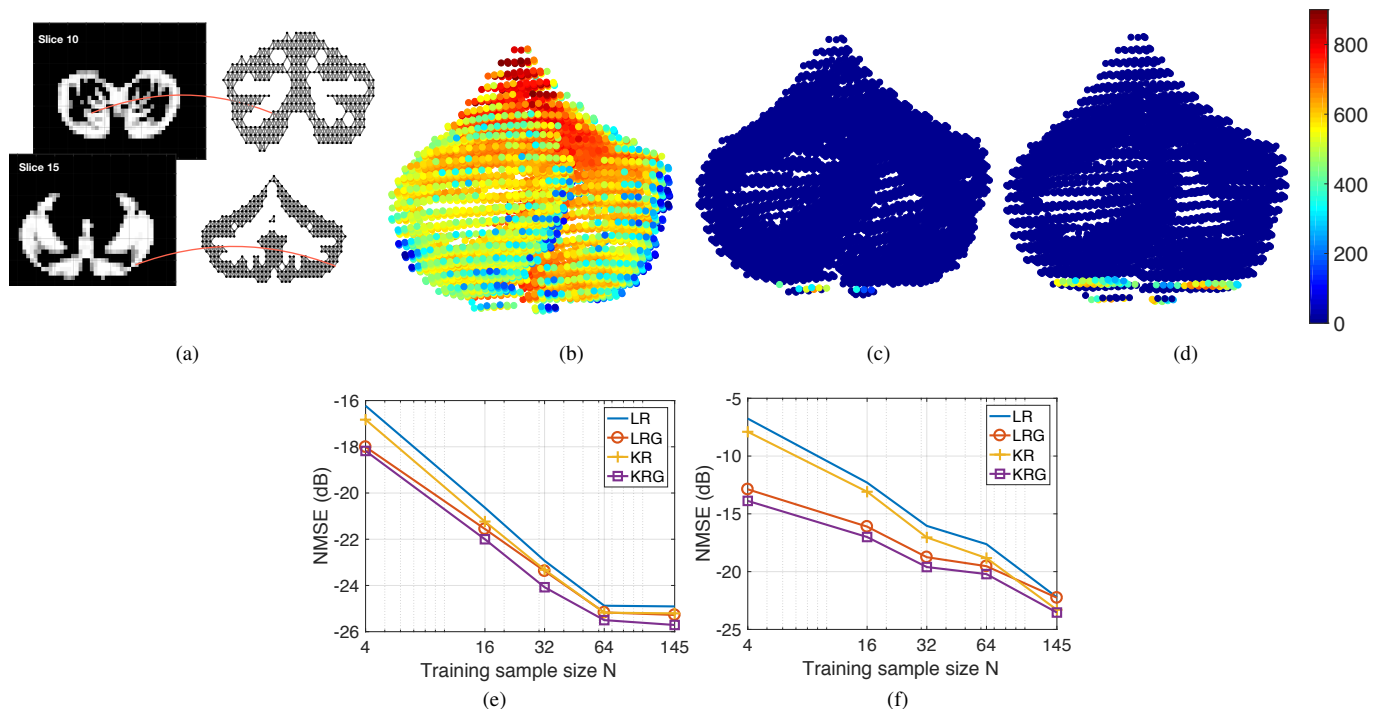 Slice 10
Slice 15
800
600
400
200
0
(a)
(b)
(c)
(d)
-16
-18
-20
-22
-24
-26
NMSE (dB)
4
16
32
64
145
Training sample size N
LR
LRG
KR
KRG
(e)
-5
-10
-15
-20
-25
NMSE (dB)
4
16
32
64
145
Training sample size N
LR
LRG
KR
KRG
(f)